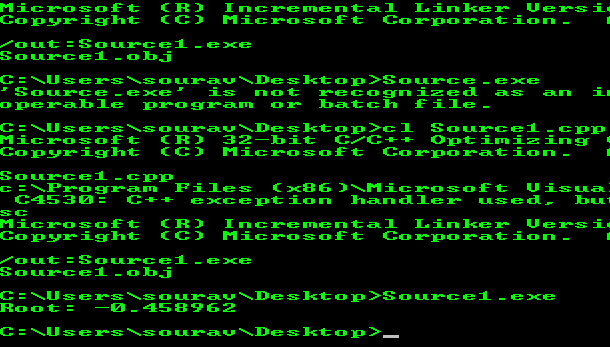 Microsoft (R) Incremental Linker Versi
Copyright (C) Microsoft Corporation.
/out:Source1.exe
Source1.obj
C:\Users\sourav\Desktop>Source.exe
'Source.exe' is not recognized as an in
operable program or batch file.
C:\Users\sourav\Desktop>cl Source1.cpp
Microsoft (R) 32-bit C/C++ Optimizing
Copyright (C) Microsoft Corporation.
Source1.cpp
c:\Program Files (x86)\Microsoft Visua
C4530: C++ exception handler used, but
sc
Microsoft (R) Incremental Linker Versi
Copyright (C) Microsoft Corporation.
/out:Source1.exe
Source1.obj
C:\Users\sourav\Desktop>Source1.exe
Root: -0.458962
C:\Users\sourav\Desktop>_